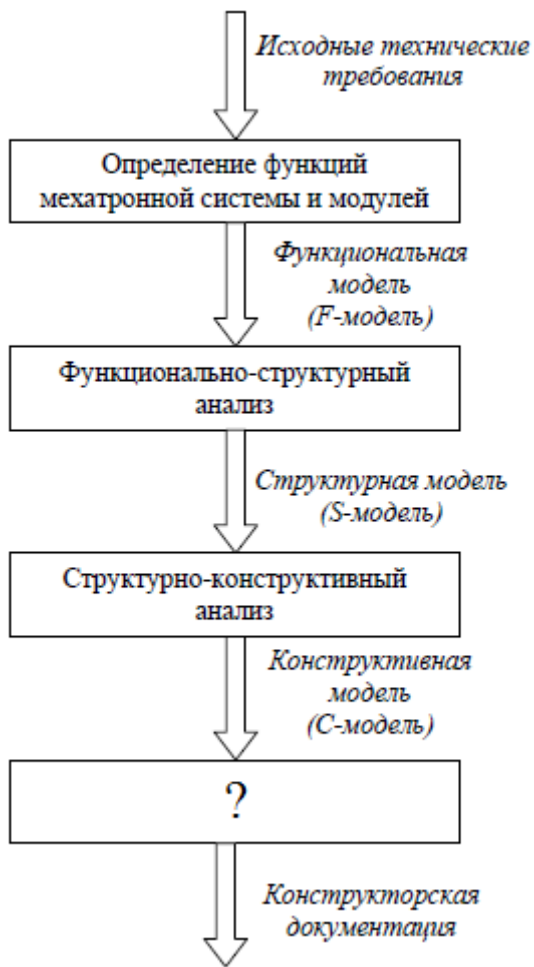 Исходные технические
требования
Определение функций
мехатронной системы и модулей
Функциональная
модель
(F-модель)
Функционально-структурный
анализ
Структурная модель
(S-модель)
Структурно-конструктивный
анализ
Конструктивная
модель
(C-модель)
?
Конструкторская
документация